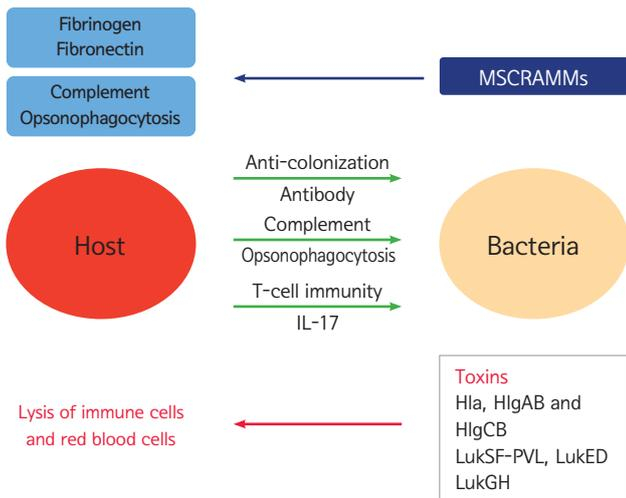 Fibrinogen
Fibronectin
Complement
Opsonophagocytosis
MSCRAMMs
Anti-colonization
Antibody
Complement
Opsonophagocytosis
T-cell immunity
IL-17
Host
Bacteria
Lysis of immune cells
and red blood cells
Toxins
Hla, HlgAB and
HlgCB
LukSF-PVL, LukED
LukGH